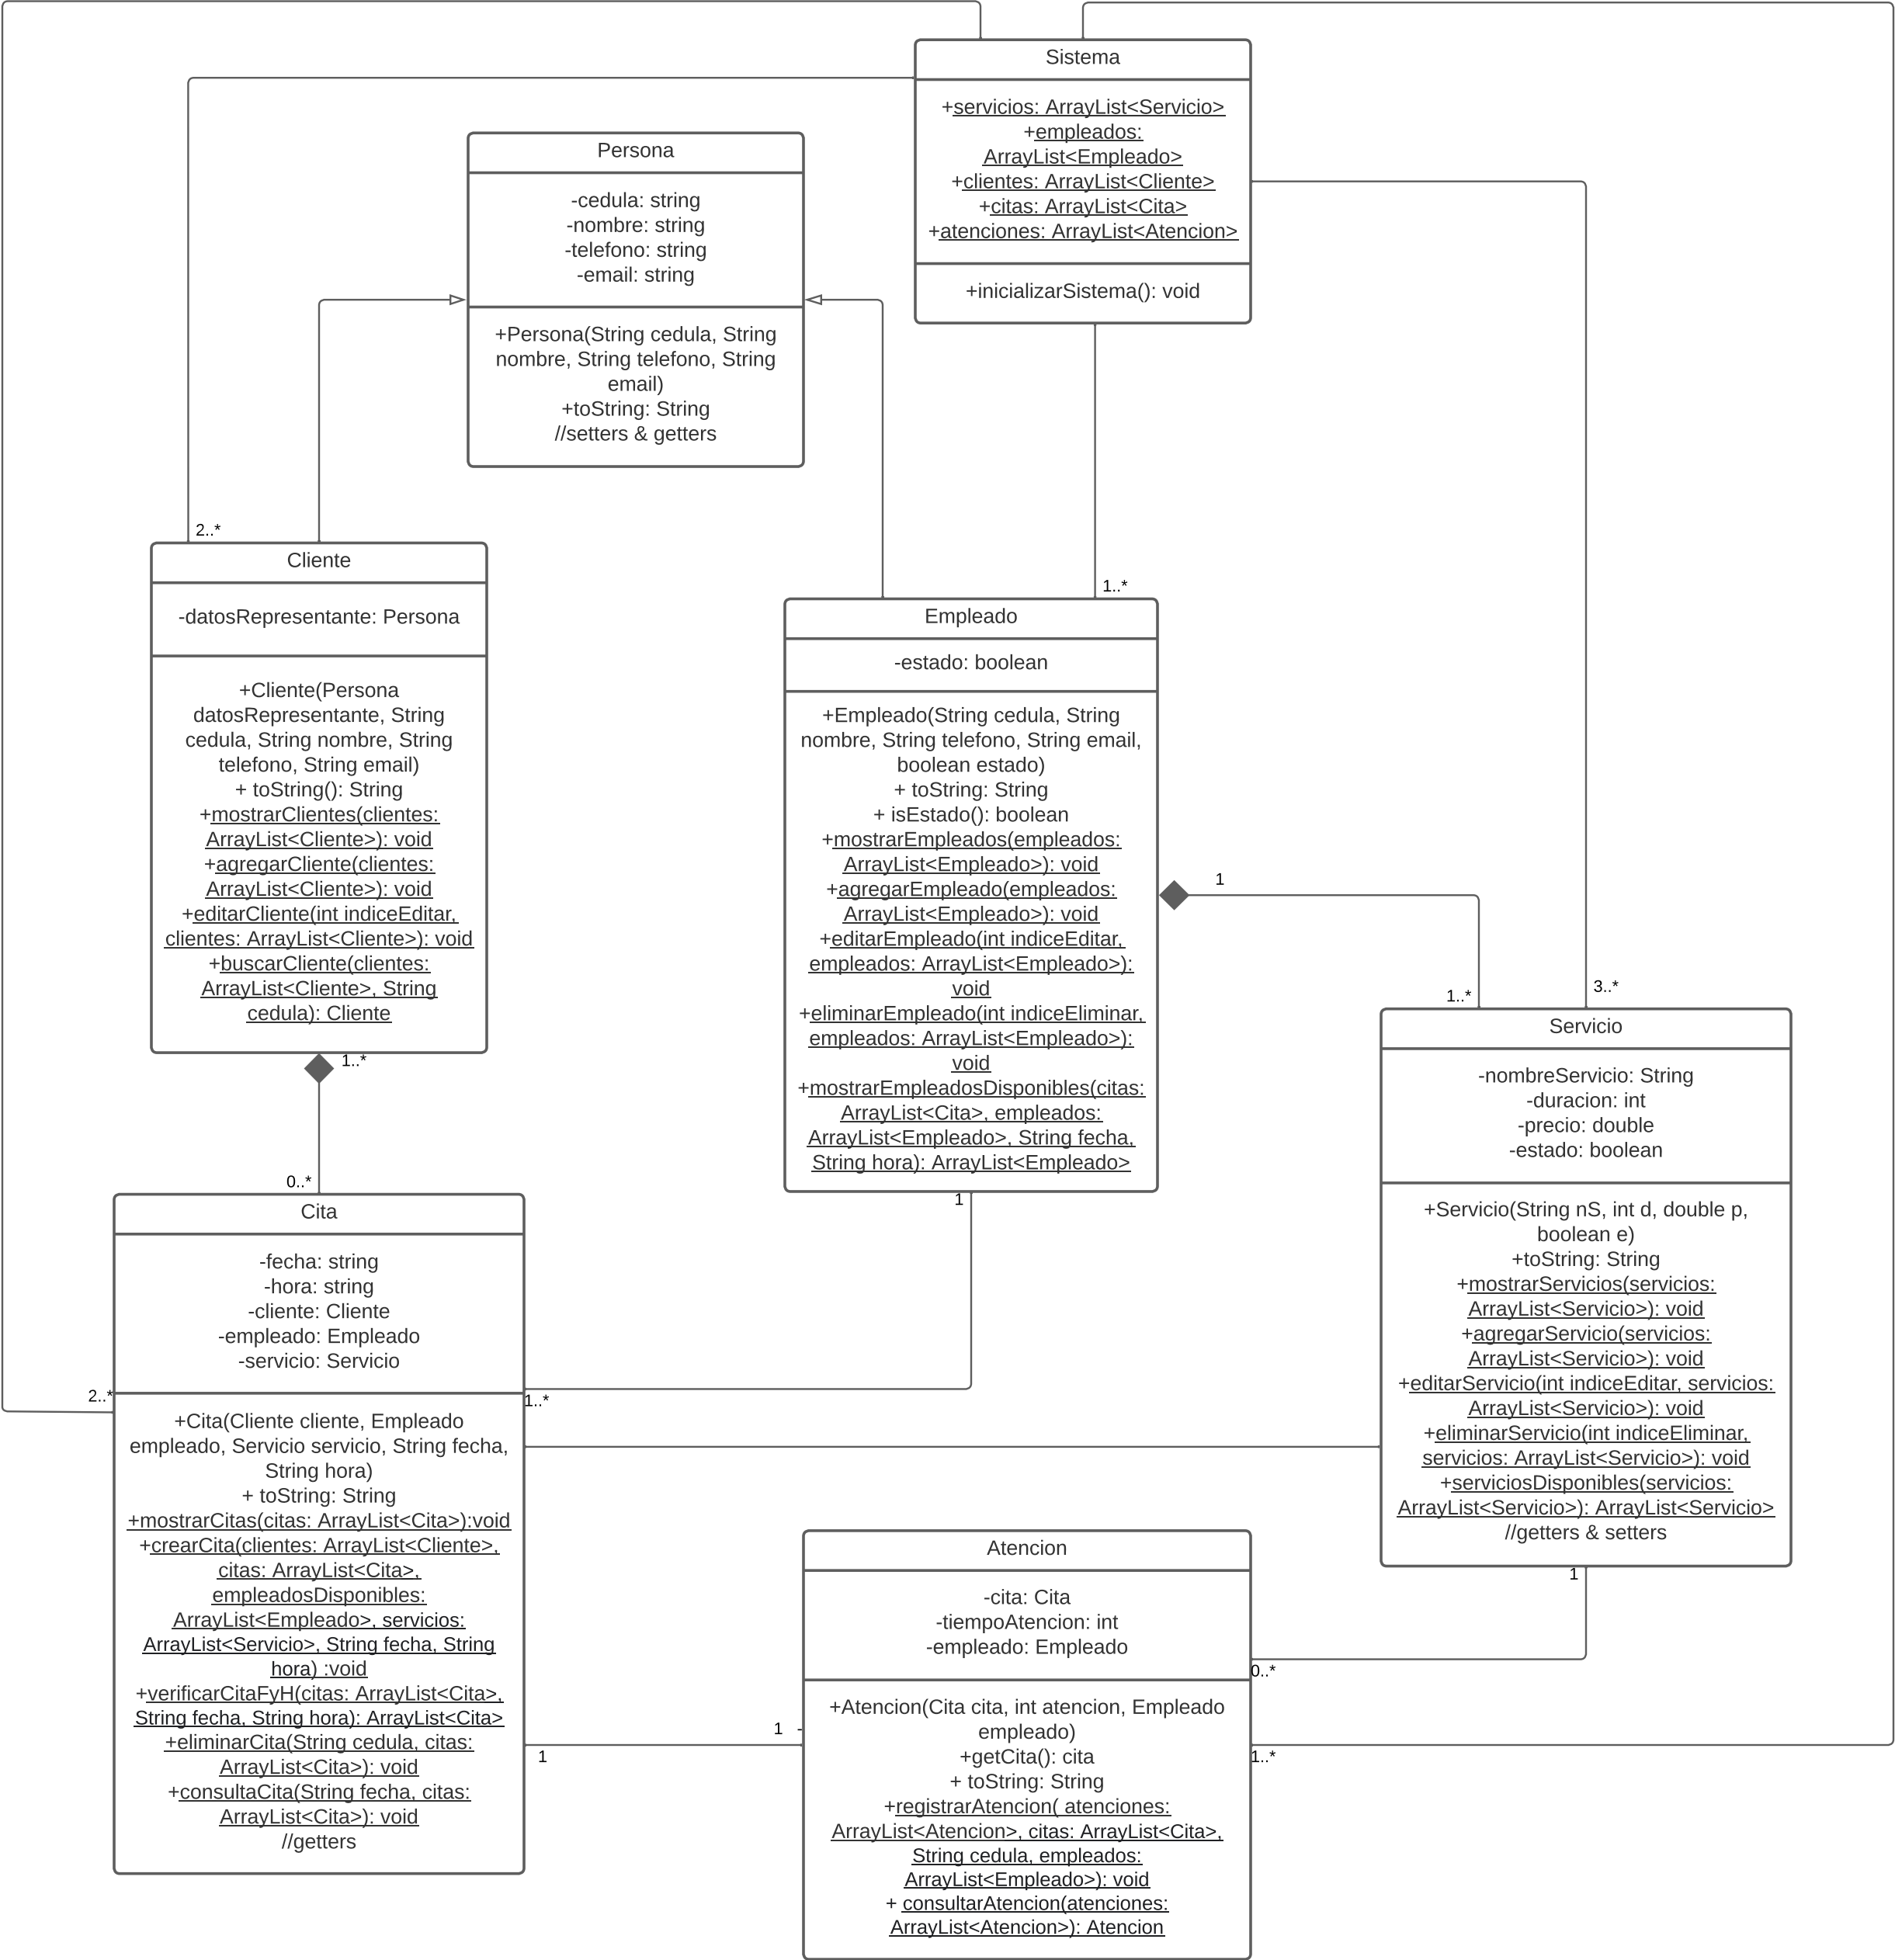 Sistema
+servicios: ArrayList<Servicio>
+empleados:
ArrayList<Empleado>
+clientes: ArrayList<Cliente>
+citas: ArrayList<Cita>
+atenciones: ArrayList<Atencion>
+inicializarSistema(): void
Persona
-cedula: string
-nombre: string
-telefono: string
-email: string
+Persona(String cedula, String
nombre, String telefono, String
email)
+toString: String
//setters & getters
2..*
1..*
Cliente
-datosRepresentante: Persona
+Cliente(Persona
datosRepresentante, String
cedula, String nombre, String
telefono, String email)
+ toString(): String
+mostrarClientes(clientes:
ArrayList<Cliente>): void
+agregarCliente(clientes:
ArrayList<Cliente>): void
+editarCliente(int indiceEditar,
clientes: ArrayList<Cliente>): void
+buscarCliente(clientes:
ArrayList<Cliente>, String
cedula): Cliente
1..*
0..*
Empleado
-estado: boolean
+Empleado(String cedula, String
nombre, String telefono, String email,
boolean estado)
+ toString: String
+ isEstado(): boolean
+mostrarEmpleados(empleados:
ArrayList<Empleado>): void
+agregarEmpleado(empleados:
ArrayList<Empleado>): void
+editarEmpleado(int indiceEditar,
empleados: ArrayList<Empleado>):
void
+eliminarEmpleado(int indiceEliminar,
empleados: ArrayList<Empleado>):
void
+mostrarEmpleadosDisponibles(citas:
ArrayList<Cita>, empleados:
ArrayList<Empleado>, String fecha,
String hora): ArrayList<Empleado>
1
1
1..*
3..*
Servicio
-nombreServicio: String
-duracion: int
-precio: double
-estado: boolean
+Servicio(String nS, int d, double p,
boolean e)
+toString: String
+mostrarServicios(servicios:
ArrayList<Servicio>): void
+agregarServicio(servicios:
ArrayList<Servicio>): void
+editarServicio(int indiceEditar, servicios:
ArrayList<Servicio>): void
+eliminarServicio(int indiceEliminar,
servicios: ArrayList<Servicio>): void
+serviciosDisponibles(servicios:
ArrayList<Servicio>): ArrayList<Servicio>
//getters & setters
1
Cita
-fecha: string
-hora: string
-cliente: Cliente
-empleado: Empleado
-servicio: Servicio
2..*
1..*
+Cita(Cliente cliente, Empleado
empleado, Servicio servicio, String fecha,
String hora)
+ toString: String
+mostrarCitas(citas: ArrayList<Cita>):void
+crearCita(clientes: ArrayList<Cliente>,
citas: ArrayList<Cita>,
empleadosDisponibles:
ArrayList<Empleado>, servicios:
ArrayList<Servicio>, String fecha, String
hora) :void
+verificarCitaFyH(citas: ArrayList<Cita>,
String fecha, String hora): ArrayList<Cita>
+eliminarCita(String cedula, citas:
ArrayList<Cita>): void
+consultaCita(String fecha, citas:
ArrayList<Cita>): void
//getters
1
1 -
Atencion
-cita: Cita
-tiempoAtencion: int
-empleado: Empleado
0..*
+Atencion(Cita cita, int atencion, Empleado
empleado)
+getCita(): cita
+ toString: String
+registrarAtencion( atenciones:
ArrayList<Atencion>, citas: ArrayList<Cita>,
String cedula, empleados:
ArrayList<Empleado>): void
+ consultarAtencion(atenciones:
ArrayList<Atencion>): Atencion
1..*